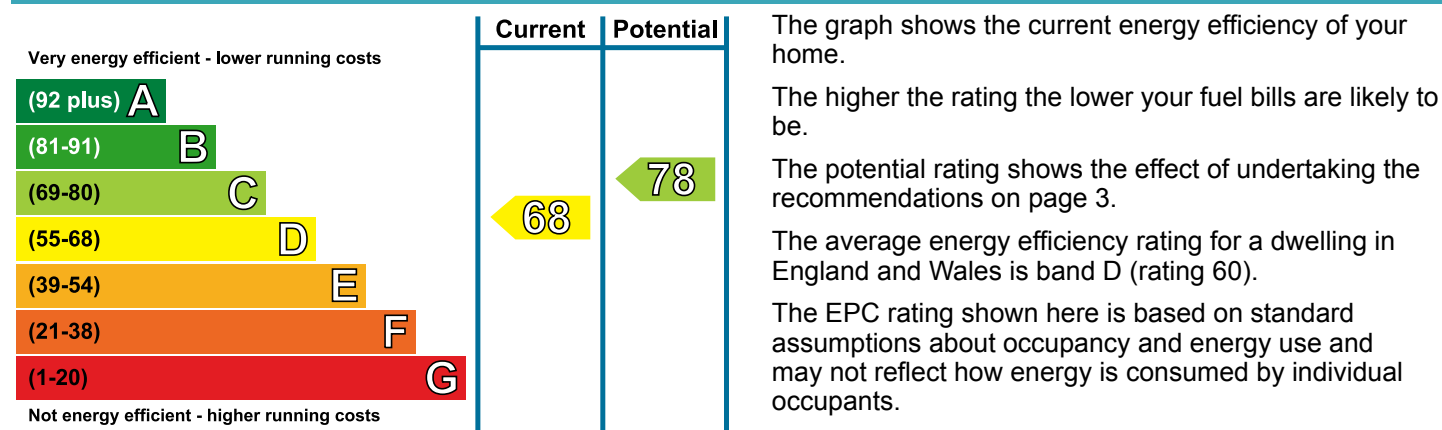 Current Potential
Very energy efficient - lower running costs
(92 plus) A
(81-91) B
(69-80) C
(55-68) D
(39-54) E
(21-38) F
(1-20) G
Not energy efficient - higher running costs
68
78
The graph shows the current energy efficiency of your
home.
The higher the rating the lower your fuel bills are likely to
be.
The potential rating shows the effect of undertaking the
recommendations on page 3.
The average energy efficiency rating for a dwelling in
England and Wales is band D (rating 60).
The EPC rating shown here is based on standard
assumptions about occupancy and energy use and
may not reflect how energy is consumed by individual
occupants.